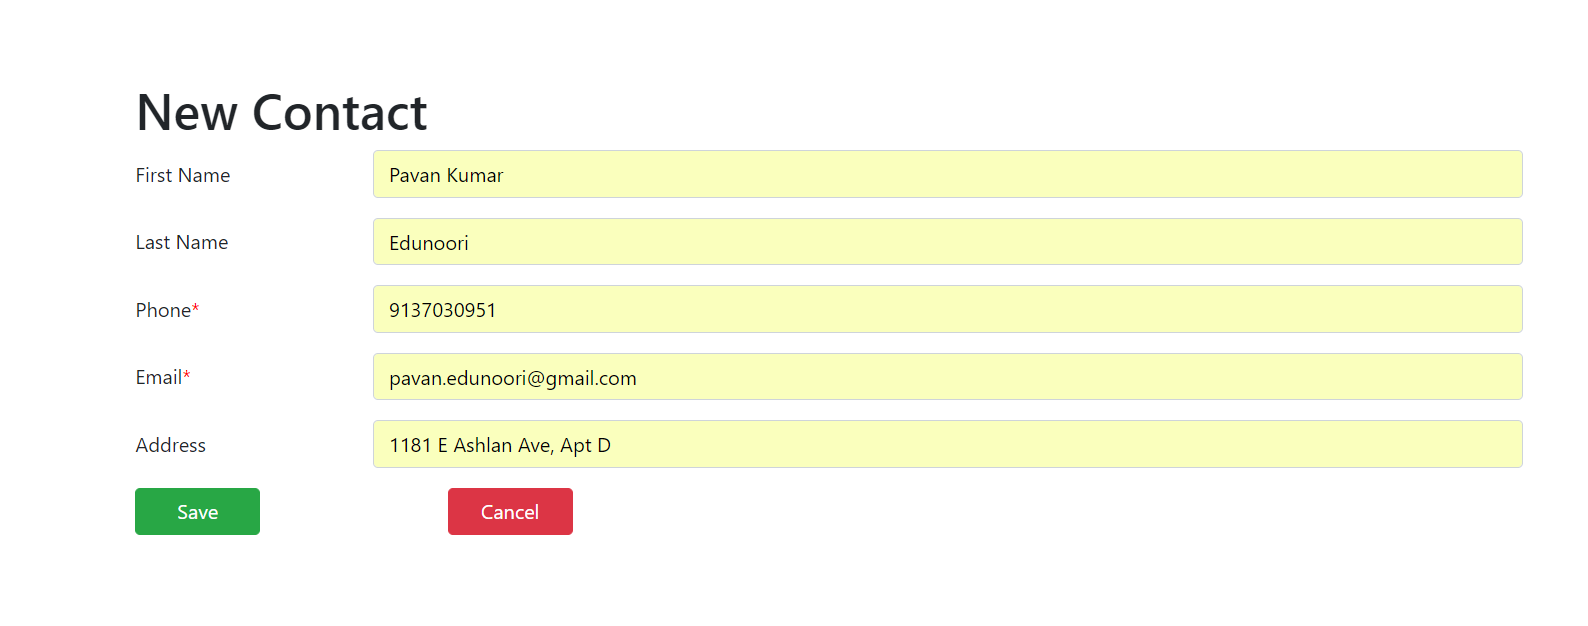 New Contact
First Name Pavan Kumar
Last Name Edunoori
Phone* 9137030951
Email* pavan.edunoori@gmail.com
Address 1181 E Ashlan Ave, Apt D
Save Cancel